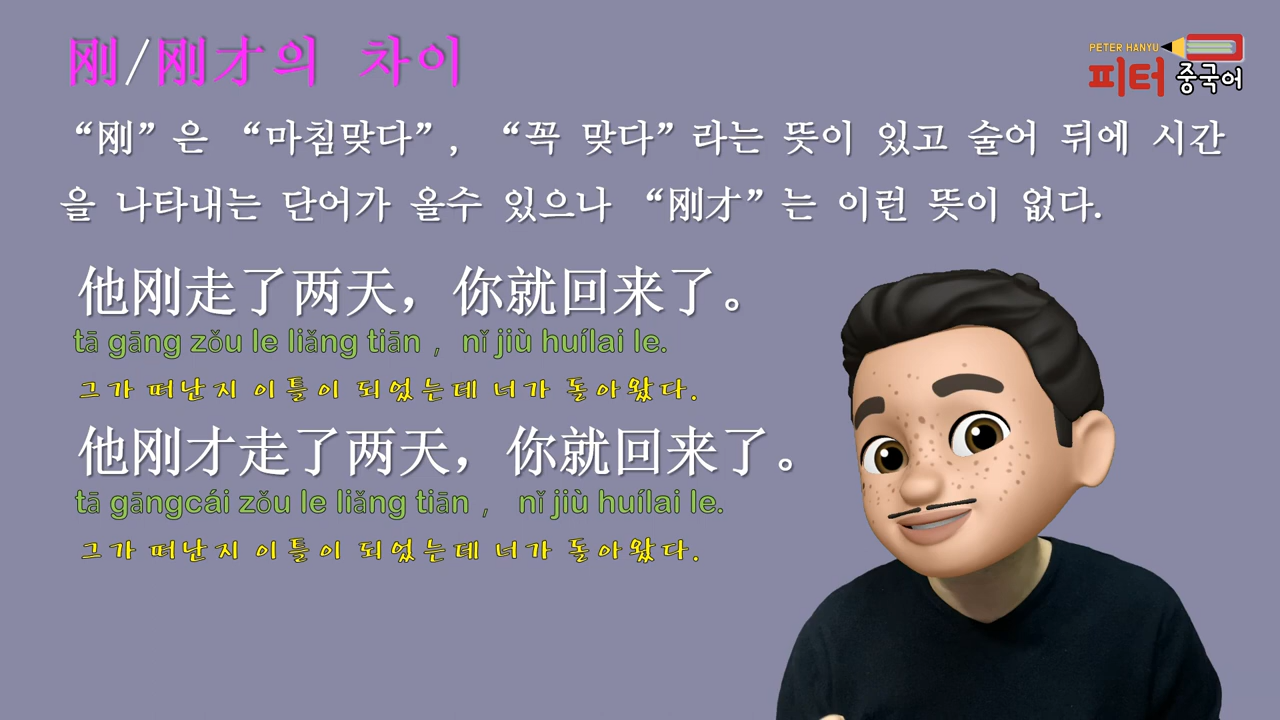 刚/刚才의 차이
PETER HANYU
피터 중국어
“刚”은 “마침맞다”, “꼭 맞다”라는 뜻이 있고 술어 뒤에 시간
을 나타내는 단어가 올수 있으나 “刚才”는 이런 뜻이 없다.
他刚走了两天，你就回来了。
tā gāng zǒu le liǎng tiān， nǐ jiù huílai le.
그가 떠난지 이틀이 되었는데 너가 돌아왔다.
他刚才走了两天，你就回来了。
tā gāngcái zǒu le liǎng tiān， nǐ jiù huílai le.
그가 떠난지 이틀이 되었는데 너가 돌아왔다.